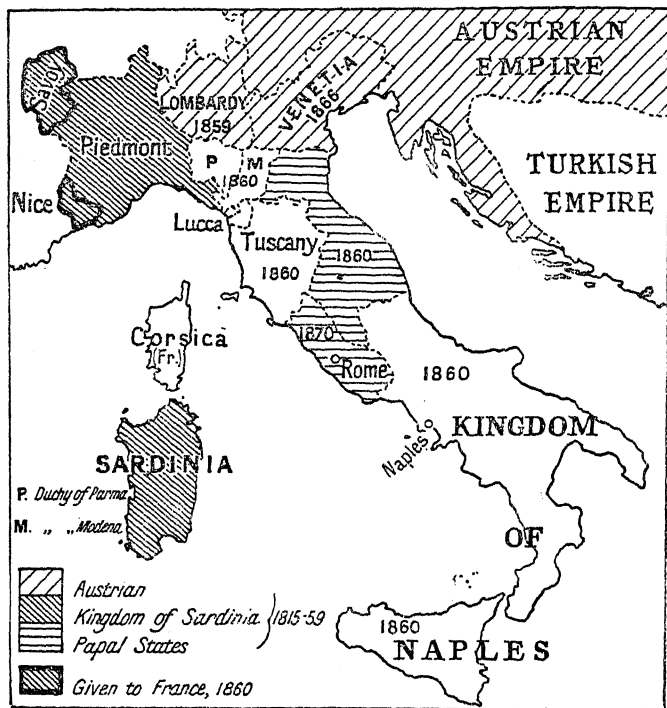 AUSTRIAN
EMPIRE
Savoy
LOMBARDY
1859
VENETIA
1866
Piedmont
P
M
1860
TURKISH
EMPIRE
Nice
Lucca
Tuscany
1860
1860
Corsica
(Fr.)
1870
Rome
1860
KINGDOM
Naples
SARDINIA
P. Duchy of Parma
M. „ „ Modena
OF
Austrian
Kingdom of Sardinia
Papal States
1815-59
1860
NAPLES
Given to France, 1860